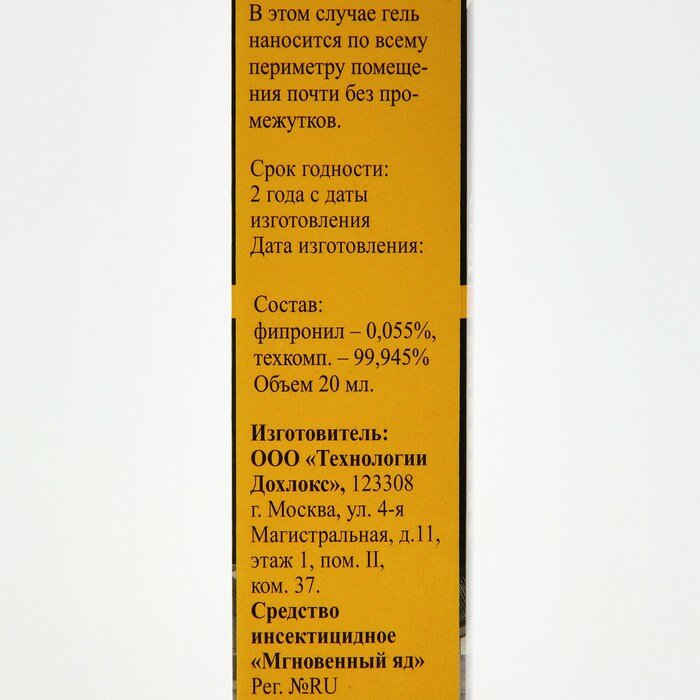 В этом случае гель
наносится по всему
периметру помеще-
ния почти без про-
межутков.
Срок годности:
2 года с даты
изготовления
Дата изготовления:
Состав:
фипронил – 0,055%,
техкомп. – 99,945%
Объем 20 мл.
Изготовитель:
ООО «Технологии
Дохлокс», 123308
г. Москва, ул. 4-я
Магистральная, д.11,
этаж 1, пом. II,
ком. 37.
Средство
инсектицидное
«Мгновенный яд»
Рег. №RU